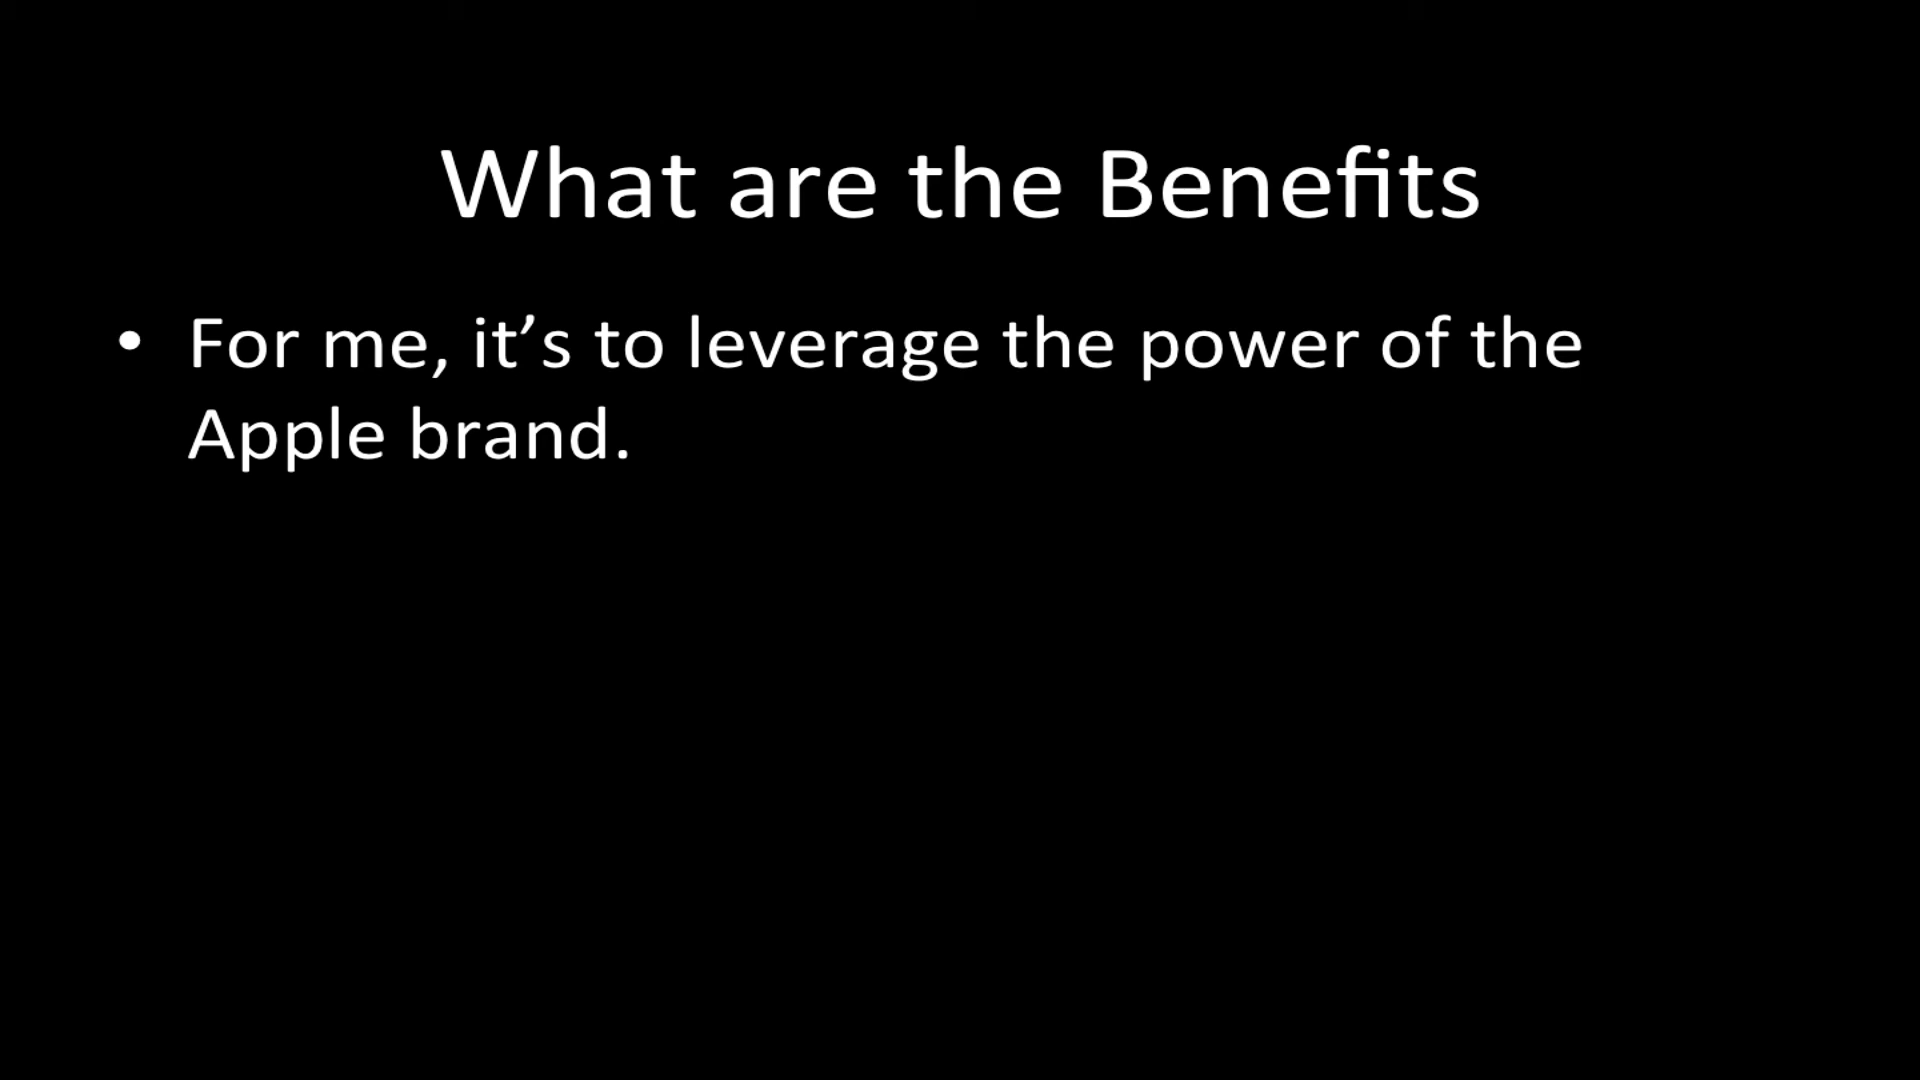 What are the Benefits
• For me, it’s to leverage the power of the
Apple brand.